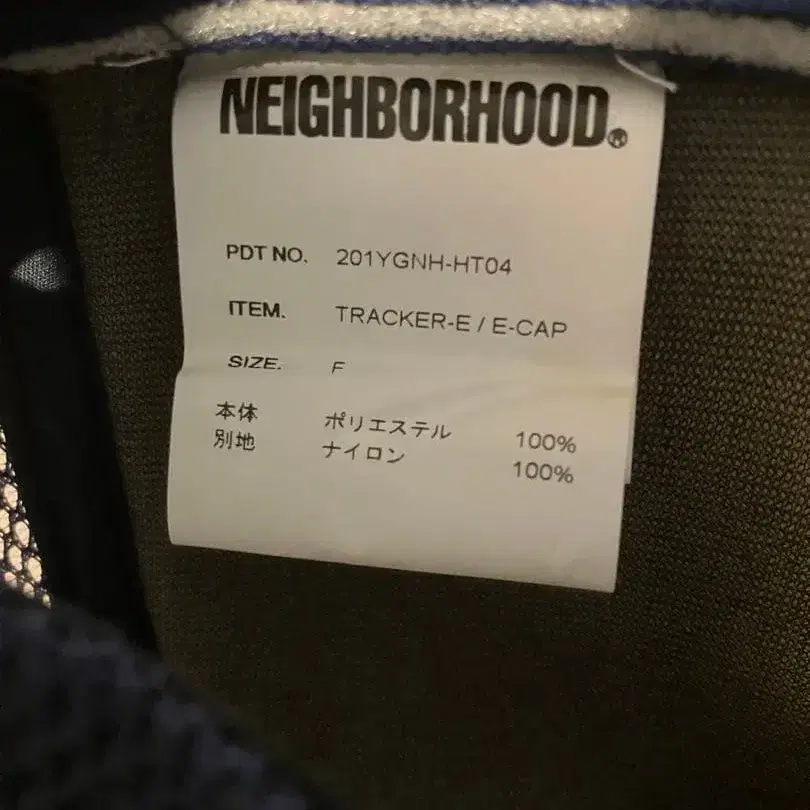 NEIGHBORHOOD®
PDT NO. 201YGNH-HT04
ITEM. TRACKER-E / E-CAP
SIZE. F
本体 ポリエステル 100%
別地 ナイロン 100%